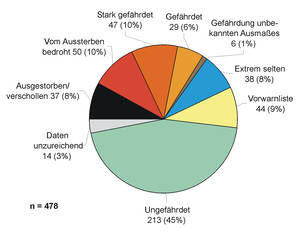 Stark gefährdet
47 (10%)
Gefährdet
29 (6%)
Gefährdung unbe-
kannten Ausmaßes
6 (1%)
Vom Aussterben
bedroht 50 (10%)
Extrem selten
38 (8%)
Ausgestorben/
verschollen 37 (8%)
Vorwarnliste
44 (9%)
Daten
unzureichend
14 (3%)
Ungefährdet
213 (45%)
n = 478